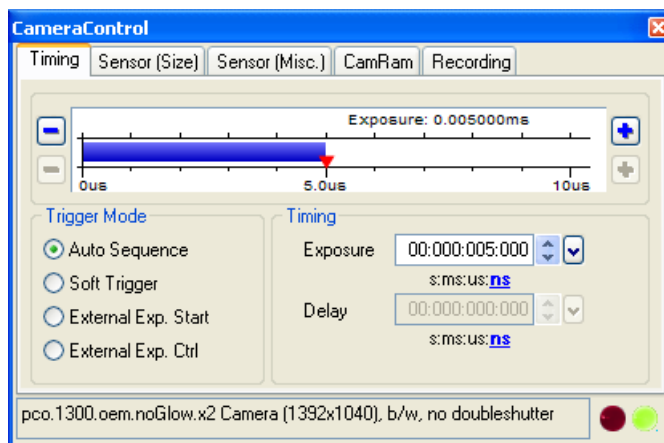 CameraControl
Timing Sensor (Size) Sensor (Misc.) CamRam Recording
Exposure: 0.005000ms
0us 5.0us 10us
Trigger Mode
Auto Sequence
Soft Trigger
External Exp. Start
External Exp. Ctrl
Timing
Exposure 00:000:005:000
s:ms:us:ns
Delay 00:000:000:000
s:ms:us:ns
pco.1300.oem.noGlow.x2 Camera (1392x1040), b/w, no doubleshutter